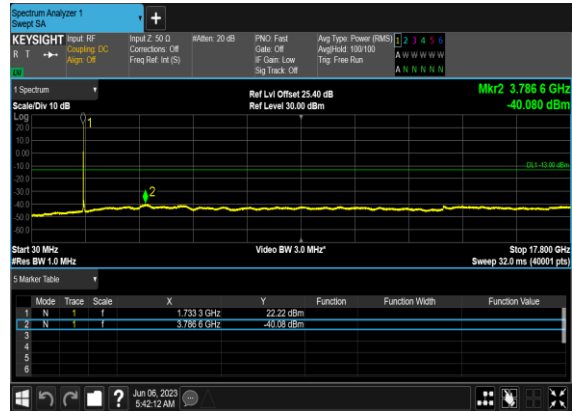 Spectrum Analyzer 1
Swept SA
+
KEYSIGHT
R T
Input: RF
Coupling: DC
Align: Off
Input Z: 50 Ω
Corrections: Off
Freq Ref: Int (S)
#Atten: 20 dB
PNO: Fast
Gate: Off
IF Gain: Low
Sig Track: Off
Avg Type: Power (RMS)
Avg|Hold: 100/100
Trig: Free Run
1 2 3 4 5 6
A W W W W W
A N N N N N
1 Spectrum
Scale/Div 10 dB
Ref Lvl Offset 25.40 dB
Ref Level 30.00 dBm
Mkr2 3.786 6 GHz
-40.080 dBm
Log
20.0
10.0
0.00
-10.0
-20.0
-30.0
-40.0
-50.0
-60.0
1
2
DL1 -13.00 dBm
Start 30 MHz
#Res BW 1.0 MHz
Video BW 3.0 MHz*
Stop 17.800 GHz
Sweep 32.0 ms (40001 pts)
5 Marker Table
Mode Trace Scale X Y Function Function Width Function Value
1 N 1 f 1.733 3 GHz 22.22 dBm
2 N 1 f 3.786 6 GHz -40.08 dBm
3
4
5
6
?
Jun 06, 2023
5:42:12 AM